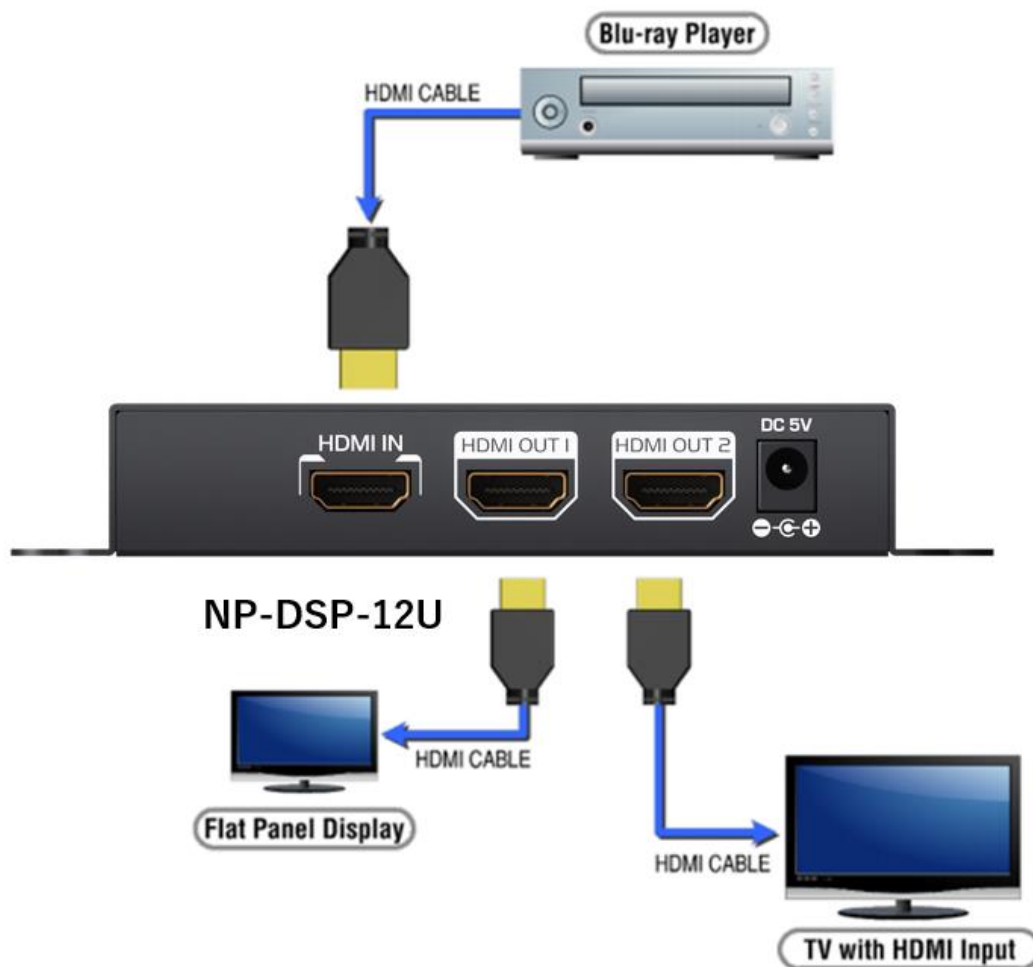 Blu-ray Player
HDMI CABLE
HDMI IN
HDMI OUT 1
HDMI OUT 2
DC 5V
NP-DSP-12U
HDMI CABLE
Flat Panel Display
HDMI CABLE
TV with HDMI Input